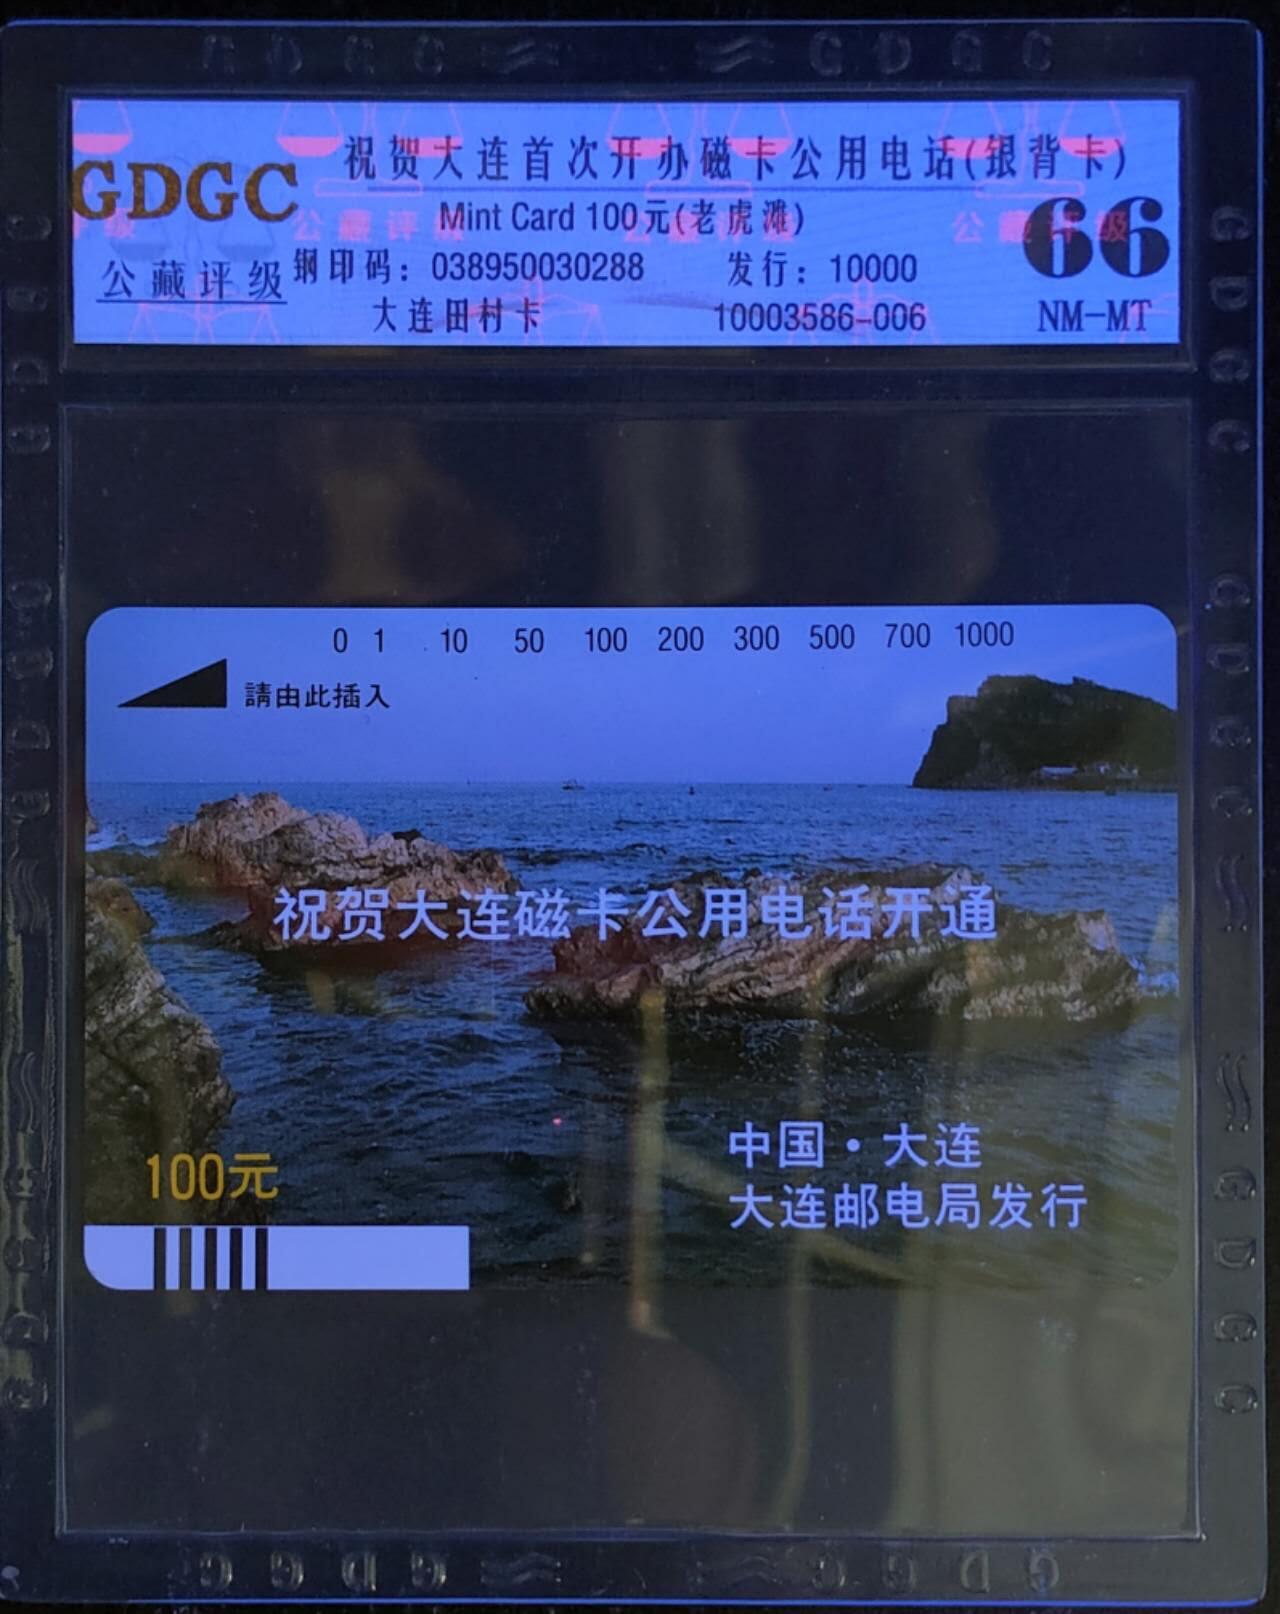 祝贺大连首次开办磁卡公用电话(银背卡)
GDGC
Mint Card 100元(老虎滩)
66
公藏评级
钢印码：038950030288 发行：10000
大连田村卡 10003586-006 NM-MT
0 1 10 50 100 200 300 500 700 1000
請由此插入
祝贺大连磁卡公用电话开通
中国·大连
100元
大连邮电局发行